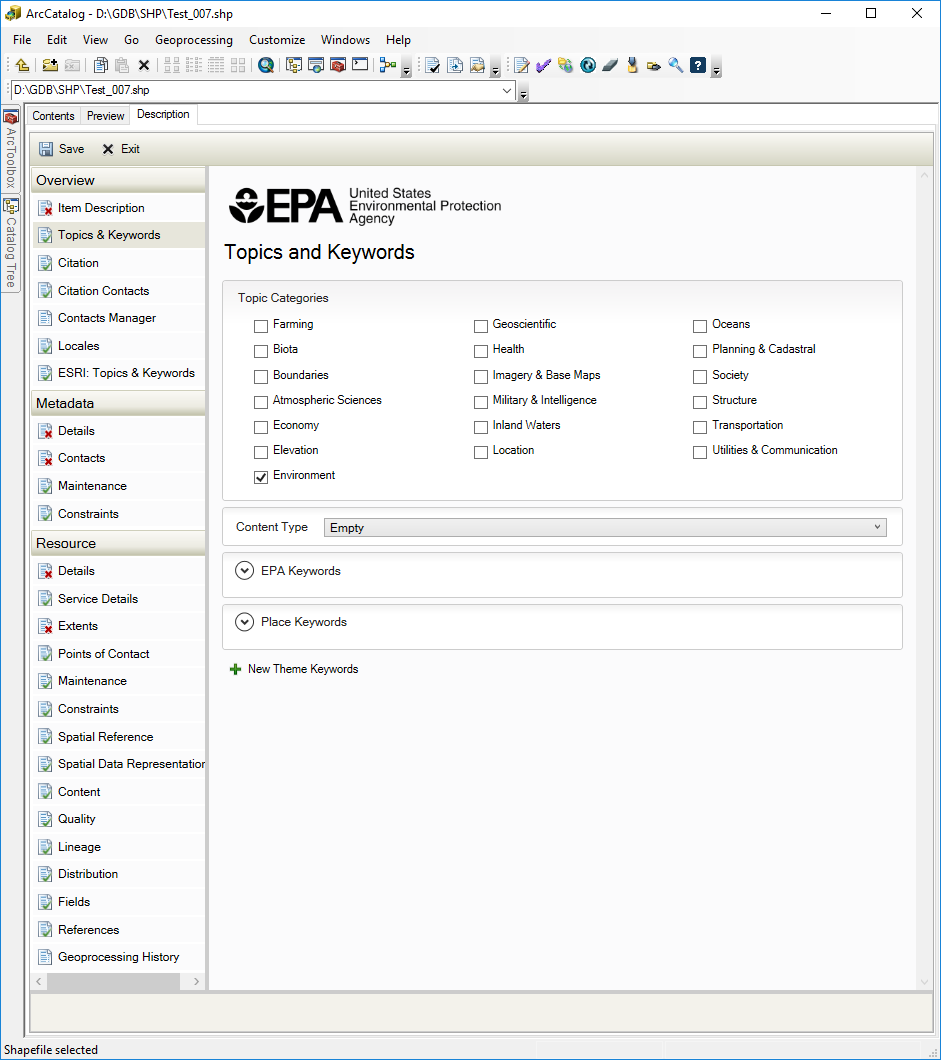 ArcCatalog - D:\GDB\SHP\Test_007.shp
File Edit View Go Geoprocessing Customize Windows Help
D:\GDB\SHP\Test_007.shp
ArcToolbox
Catalog Tree
Contents Preview Description
Save Exit
Overview
Item Description
Topics & Keywords
Citation
Citation Contacts
Contacts Manager
Locales
ESRI: Topics & Keywords
Metadata
Details
Contacts
Maintenance
Constraints
Resource
Details
Service Details
Extents
Points of Contact
Maintenance
Constraints
Spatial Reference
Spatial Data Representation
Content
Quality
Lineage
Distribution
Fields
References
Geoprocessing History
EPA
United States
Environmental Protection
Agency
Topics and Keywords
Topic Categories
Farming Geoscientific Oceans
Biota Health Planning & Cadastral
Boundaries Imagery & Base Maps Society
Atmospheric Sciences Military & Intelligence Structure
Economy Inland Waters Transportation
Elevation Location Utilities & Communication
Environment
Content Type Empty
EPA Keywords
Place Keywords
New Theme Keywords
Shapefile selected